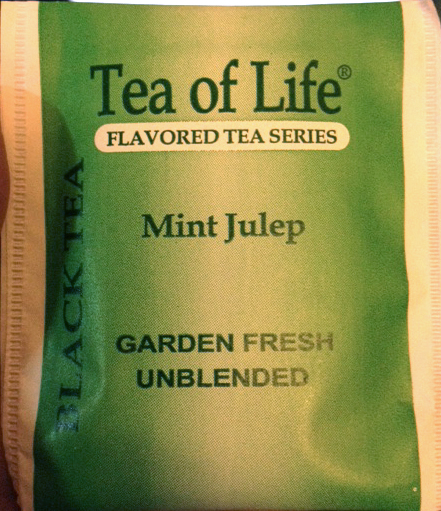 Tea of Life®
FLAVORED TEA SERIES
BLACK TEA
Mint Julep
GARDEN FRESH
UNBLENDED